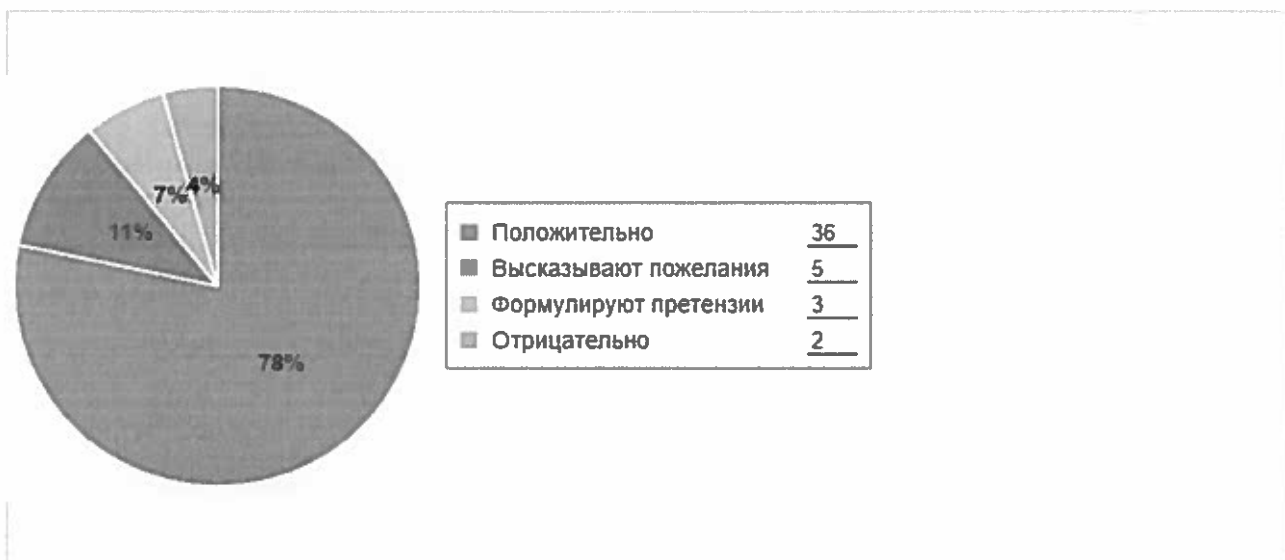 7% 4%
11%
78%
Положительно 36
Высказывают пожелания 5
Формулируют претензии 3
Отрицательно 2